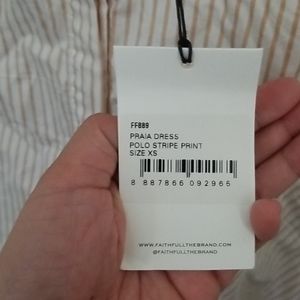 FF889
PRAIA DRESS
POLO STRIPE PRINT
SIZE XS
8 887866 092965
WWW.FAITHFULLTHEBRAND.COM
@FAITHFULLTHEBRAND